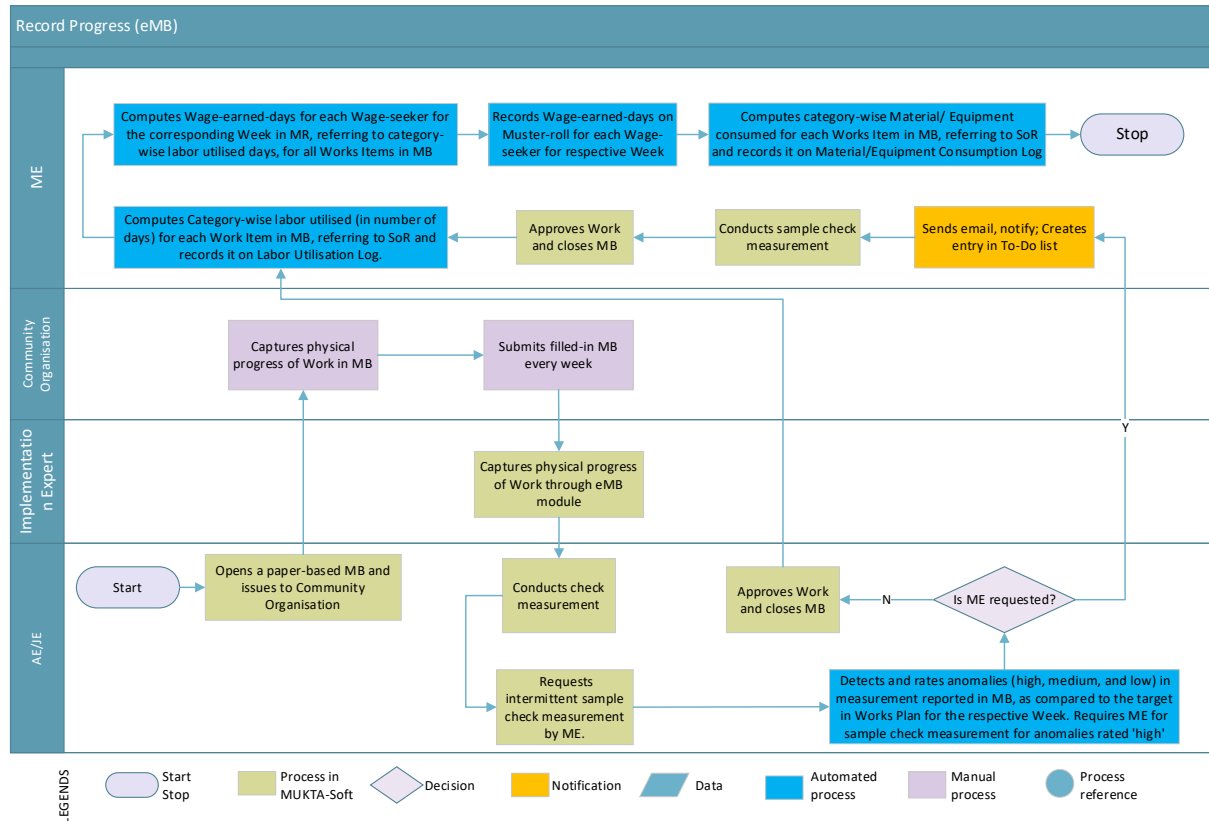 Record Progress (eMB)
ME
Computes Wage-earned-days for each Wage-seeker for
the corresponding Week in MR, referring to category-
wise labor utilised days, for all Works Items in MB
Records Wage-earned-days on
Muster-roll for each Wage-
seeker for respective Week
Computes category-wise Material/ Equipment
consumed for each Works Item in MB, referring to SoR
and records it on Material/Equipment Consumption Log
Stop
Computes Category-wise labor utilised (in number of
days) for each Work Item in MB, referring to SoR and
records it on Labor Utilisation Log.
Approves Work
and closes MB
Conducts sample check
measurement
Sends email, notify; Creates
entry in To-Do list
Community
Organisation
Captures physical
progress of Work in MB
Submits filled-in MB
every week
Y
Implementatio
n Expert
Captures physical progress
of Work through eMB
module
AE/JE
Start
Opens a paper-based MB and
issues to Community
Organisation
Conducts check
measurement
Approves Work
and closes MB
N
Is ME requested?
Requests
intermittent sample
check measurement
by ME.
Detects and rates anomalies (high, medium, and low) in
measurement reported in MB, as compared to the target
in Works Plan for the respective Week. Requires ME for
sample check measurement for anomalies rated 'high'
LEGENDS
Start
Stop
Process in
MUKTA-Soft
Decision
Notification
Data
Automated
process
Manual
process
Process
reference